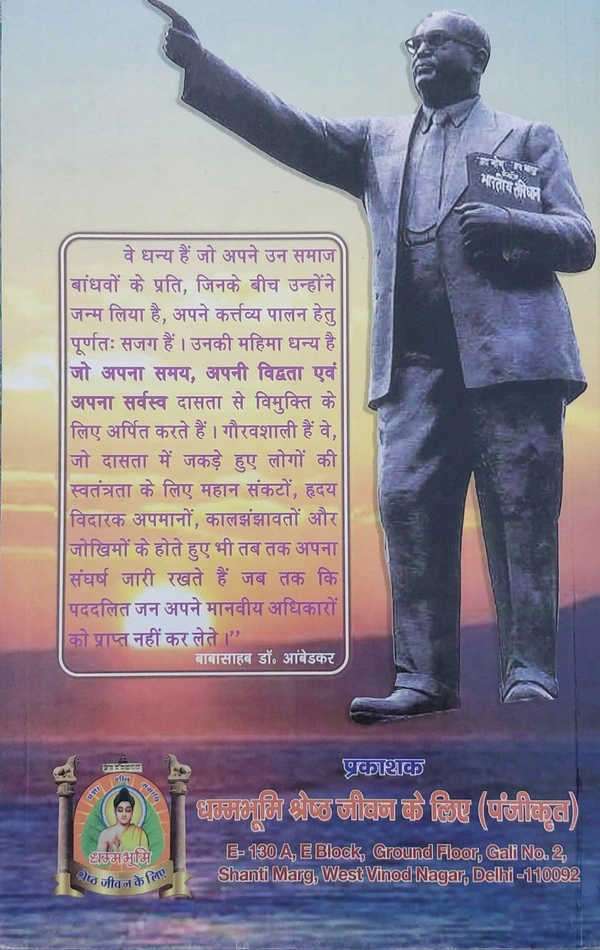 भारतीय संविधान
वे धन्य हैं जो अपने उन समाज
बांधवों के प्रति, जिनके बीच उन्होंने
जन्म लिया है, अपने कर्त्तव्य पालन हेतु
पूर्णतः सजग हैं । उनकी महिमा धन्य है
जो अपना समय, अपनी विद्वता एवं
अपना सर्वस्व दासता से विमुक्ति के
लिए अर्पित करते हैं । गौरवशाली हैं वे,
जो दासता में जकड़े हुए लोगों की
स्वतंत्रता के लिए महान संकटों, हृदय
विदारक अपमानों, कालझंझावतों और
जोखिमों के होते हुए भी तब तक अपना
संघर्ष जारी रखते हैं जब तक कि
पददलित जन अपने मानवीय अधिकारों
को प्राप्त नहीं कर लेते ।”
बाबासाहब डॉ० आंबेडकर
प्रकाशक
धम्मभूमि श्रेष्ठ जीवन के लिए (पंजीकृत)
E- 130 A, E Block, Ground Floor, Gali No. 2,
Shanti Marg, West Vinod Nagar, Delhi -110092
प्रज्ञा शील समाधि
धम्मभूमि
श्रेष्ठ जीवन के लिए